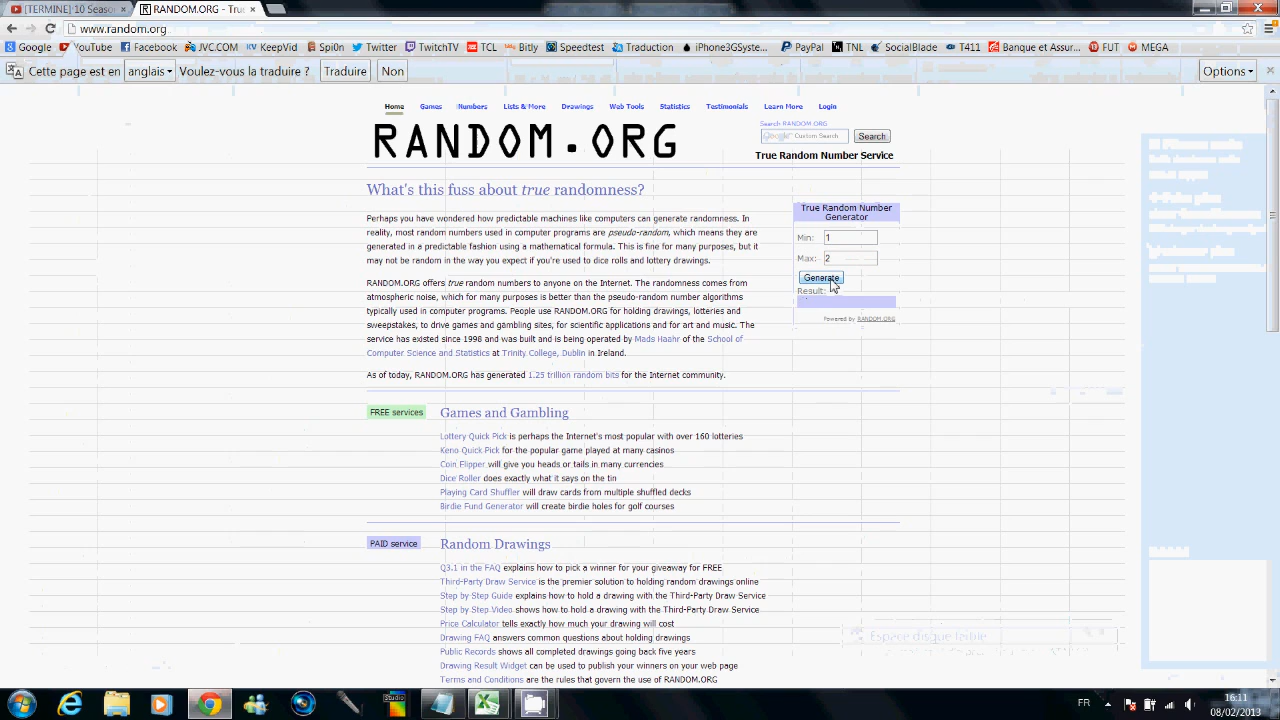 [TERMINE] 10 Season
RANDOM.ORG - Tru
www.random.org
Google YouTube Facebook JVC.COM KeepVid Spi0n Twitter TwitchTV TCL Bitly Speedtest Traduction iPhone3GSyste... PayPal TNL SocialBlade T411 Banque et Assur... FUT MEGA
Cette page est en anglais Voulez-vous la traduire ? Traduire Non Options
Home Games Numbers Lists & More Drawings Web Tools Statistics Testimonials Learn More Login
RANDOM.ORG
Search RANDOM.ORG
Google Custom Search Search
True Random Number Service
What's this fuss about true randomness?
Perhaps you have wondered how predictable machines like computers can generate randomness. In
reality, most random numbers used in computer programs are pseudo-random, which means they are
generated in a predictable fashion using a mathematical formula. This is fine for many purposes, but it
may not be random in the way you expect if you're used to dice rolls and lottery drawings.
RANDOM.ORG offers true random numbers to anyone on the Internet. The randomness comes from
atmospheric noise, which for many purposes is better than the pseudo-random number algorithms
typically used in computer programs. People use RANDOM.ORG for holding drawings, lotteries and
sweepstakes, to drive games and gambling sites, for scientific applications and for art and music. The
service has existed since 1998 and was built and is being operated by Mads Haahr of the School of
Computer Science and Statistics at Trinity College, Dublin in Ireland.
As of today, RANDOM.ORG has generated 1.25 trillion random bits for the Internet community.
True Random Number
Generator
Min: 1
Max: 2
Generate
Result:
Powered by RANDOM.ORG
FREE services
Games and Gambling
Lottery Quick Pick is perhaps the Internet's most popular with over 160 lotteries
Keno Quick Pick for the popular game played at many casinos
Coin Flipper will give you heads or tails in many currencies
Dice Roller does exactly what it says on the tin
Playing Card Shuffler will draw cards from multiple shuffled decks
Birdie Fund Generator will create birdie holes for golf courses
PAID service
Random Drawings
Q3.1 in the FAQ explains how to pick a winner for your giveaway for FREE
Third-Party Draw Service is the premier solution to holding random drawings online
Step by Step Guide explains how to hold a drawing with the Third-Party Draw Service
Step by Step Video shows how to hold a drawing with the Third-Party Draw Service
Price Calculator tells exactly how much your drawing will cost
Drawing FAQ answers common questions about holding drawings
Public Records shows all completed drawings going back five years
Drawing Result Widget can be used to publish your winners on your web page
Terms and Conditions are the rules that govern the use of RANDOM.ORG
Espace disque faible
Studio
FR
16:11
08/02/2013